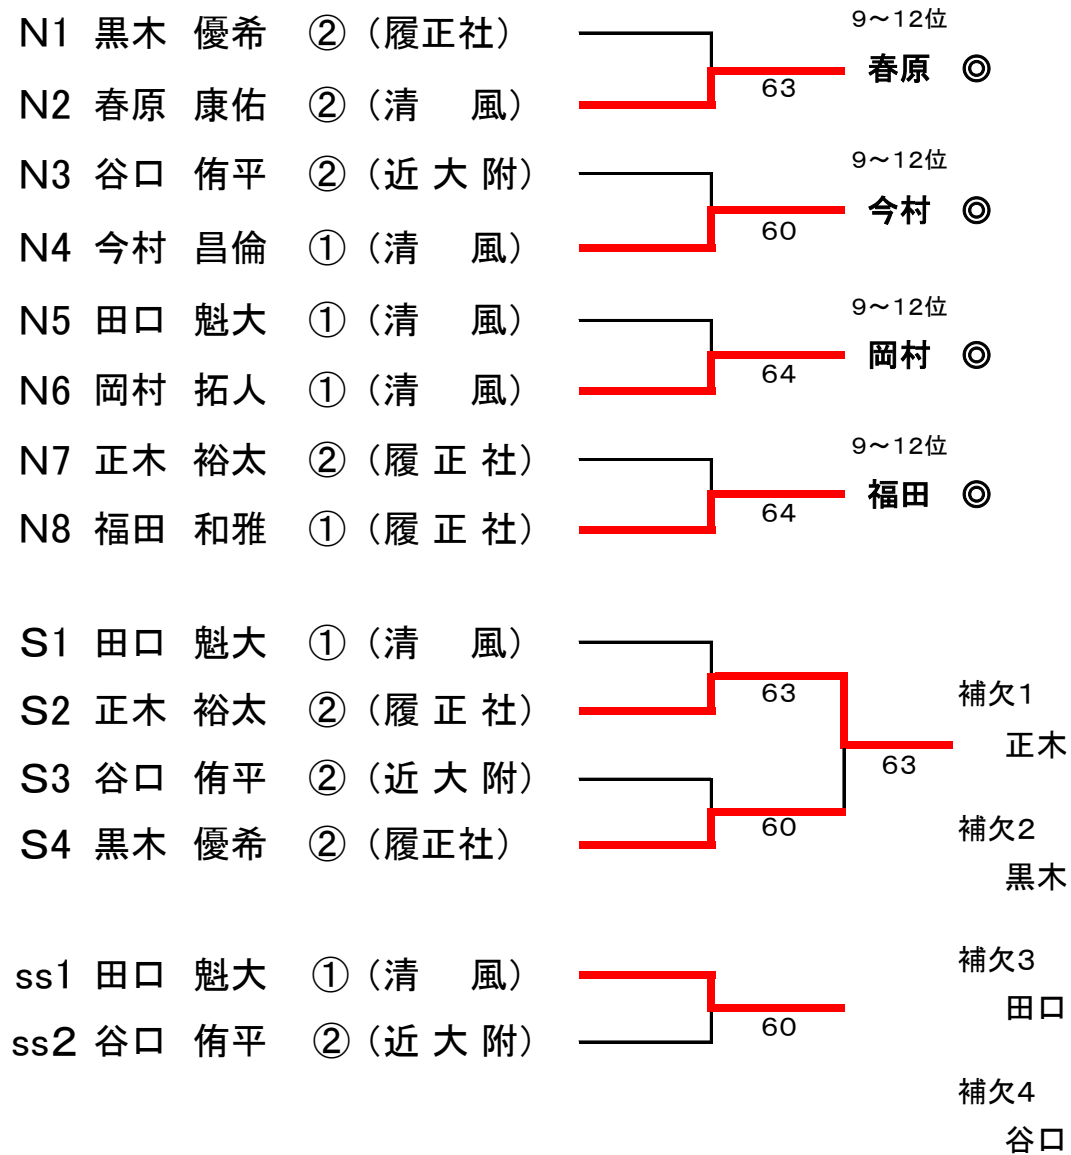 N1 黒木 優希 ② (履正社)
9～12位
春原 ◎
63
N2 春原 康佑 ② (清 風)
N3 谷口 侑平 ② (近 大 附)
9～12位
今村 ◎
60
N4 今村 昌倫 ① (清 風)
N5 田口 魁大 ① (清 風)
9～12位
岡村 ◎
64
N6 岡村 拓人 ① (清 風)
N7 正木 裕太 ② (履 正 社)
9～12位
福田 ◎
64
N8 福田 和雅 ① (履 正 社)
S1 田口 魁大 ① (清 風)
63
補欠1
S2 正木 裕太 ② (履 正 社)
正木
63
S3 谷口 侑平 ② (近 大 附)
60
補欠2
S4 黒木 優希 ② (履正社)
黒木
補欠3
ss1 田口 魁大 ① (清 風)
田口
60
ss2 谷口 侑平 ② (近 大 附)
補欠4
谷口